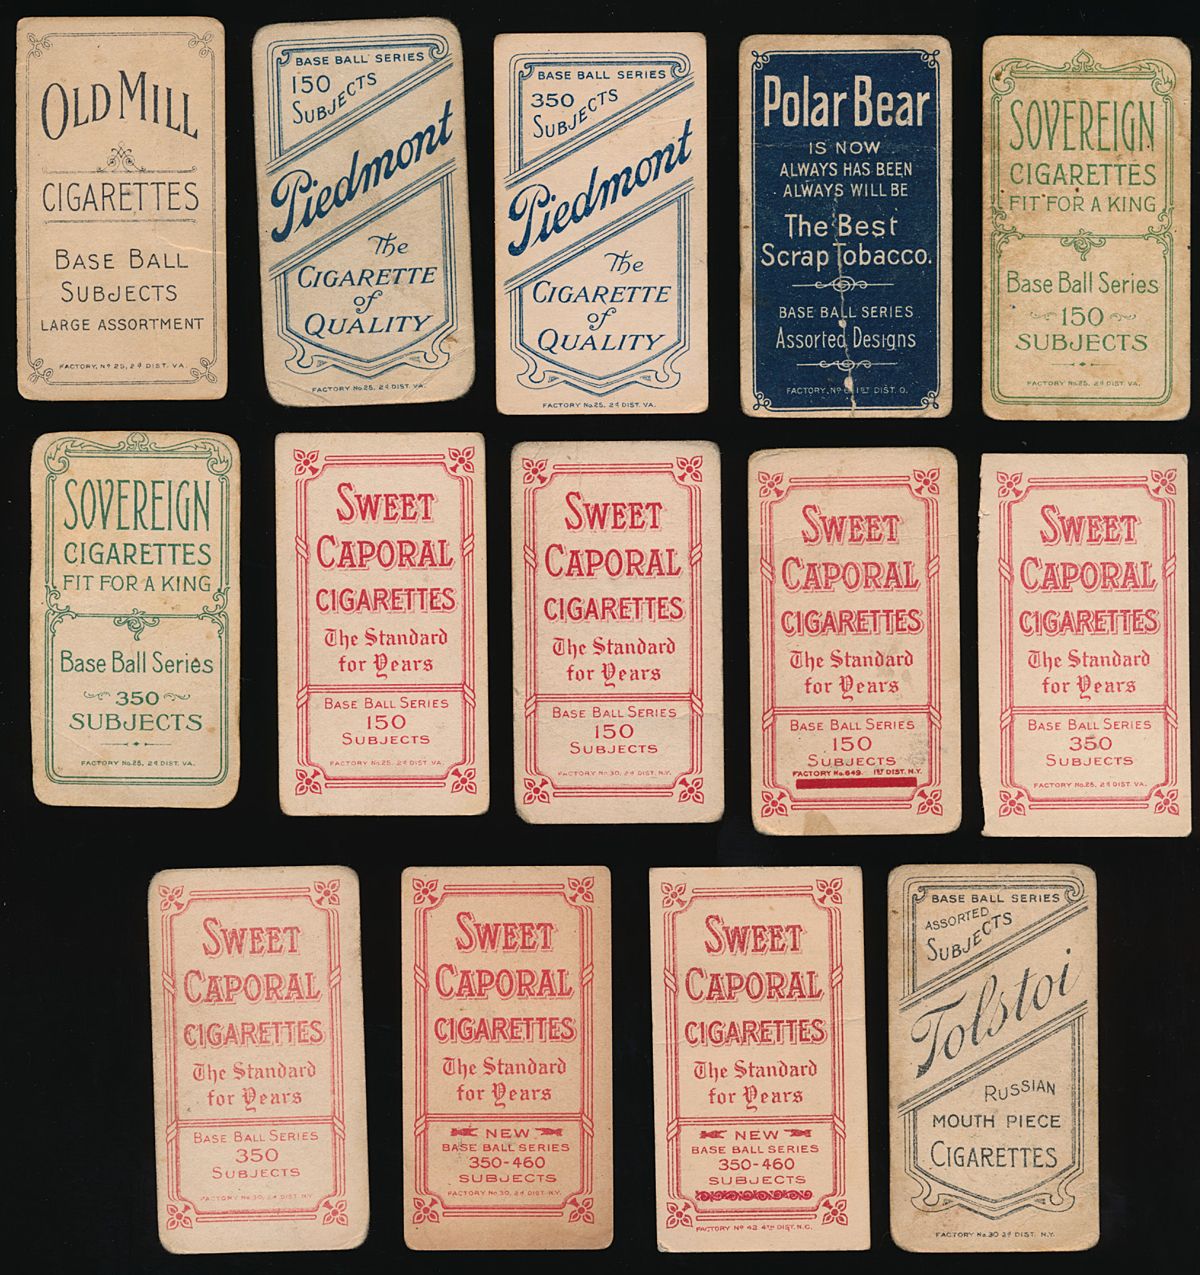 OLD MILL
CIGARETTES
BASE BALL
SUBJECTS
LARGE ASSORTMENT
FACTORY, No 25, 2d DIST. VA.
BASE BALL SERIES
150
SUBJECTS
Piedmont
The
CIGARETTE
of
QUALITY
FACTORY No.25, 2d DIST. VA.
BASE BALL SERIES
350
SUBJECTS
Piedmont
The
CIGARETTE
of
QUALITY
FACTORY No.25, 2d DIST. VA.
Polar Bear
IS NOW
ALWAYS HAS BEEN
ALWAYS WILL BE
The Best
Scrap Tobacco.
BASE BALL SERIES
Assorted Designs
FACTORY, No 1ST DIST. O.
SOVEREIGN
CIGARETTES
FIT FOR A KING
Base Ball Series
150
SUBJECTS
FACTORY No.25, 2d DIST. VA.
SOVEREIGN
CIGARETTES
FIT FOR A KING
Base Ball Series
350
SUBJECTS
FACTORY No.25, 2d DIST. VA.
SWEET
CAPORAL
CIGARETTES
The Standard
for Years
BASE BALL SERIES
150
SUBJECTS
FACTORY No.25, 2d DIST. VA.
SWEET
CAPORAL
CIGARETTES
The Standard
for Years
BASE BALL SERIES
150
SUBJECTS
FACTORY No.30, 2d DIST. N.Y.
SWEET
CAPORAL
CIGARETTES
The Standard
for Years
BASE BALL SERIES
150
SUBJECTS
FACTORY No.649 1ST DIST. N.Y.
SWEET
CAPORAL
CIGARETTES
The Standard
for Years
BASE BALL SERIES
350
SUBJECTS
FACTORY No.25, 2d DIST. VA.
SWEET
CAPORAL
CIGARETTES
The Standard
for Years
BASE BALL SERIES
350
SUBJECTS
FACTORY No.30, 2d DIST. N.Y.
SWEET
CAPORAL
CIGARETTES
The Standard
for Years
NEW
BASE BALL SERIES
350-460
SUBJECTS
FACTORY No.30, 2d DIST. N.Y.
SWEET
CAPORAL
CIGARETTES
The Standard
for Years
NEW
BASE BALL SERIES
350-460
SUBJECTS
FACTORY No 42 4TH DIST. N.C.
BASE BALL SERIES
ASSORTED
SUBJECTS
Tolstoi
RUSSIAN
MOUTH PIECE
CIGARETTES
FACTORY No.30 2d DIST. N.Y.